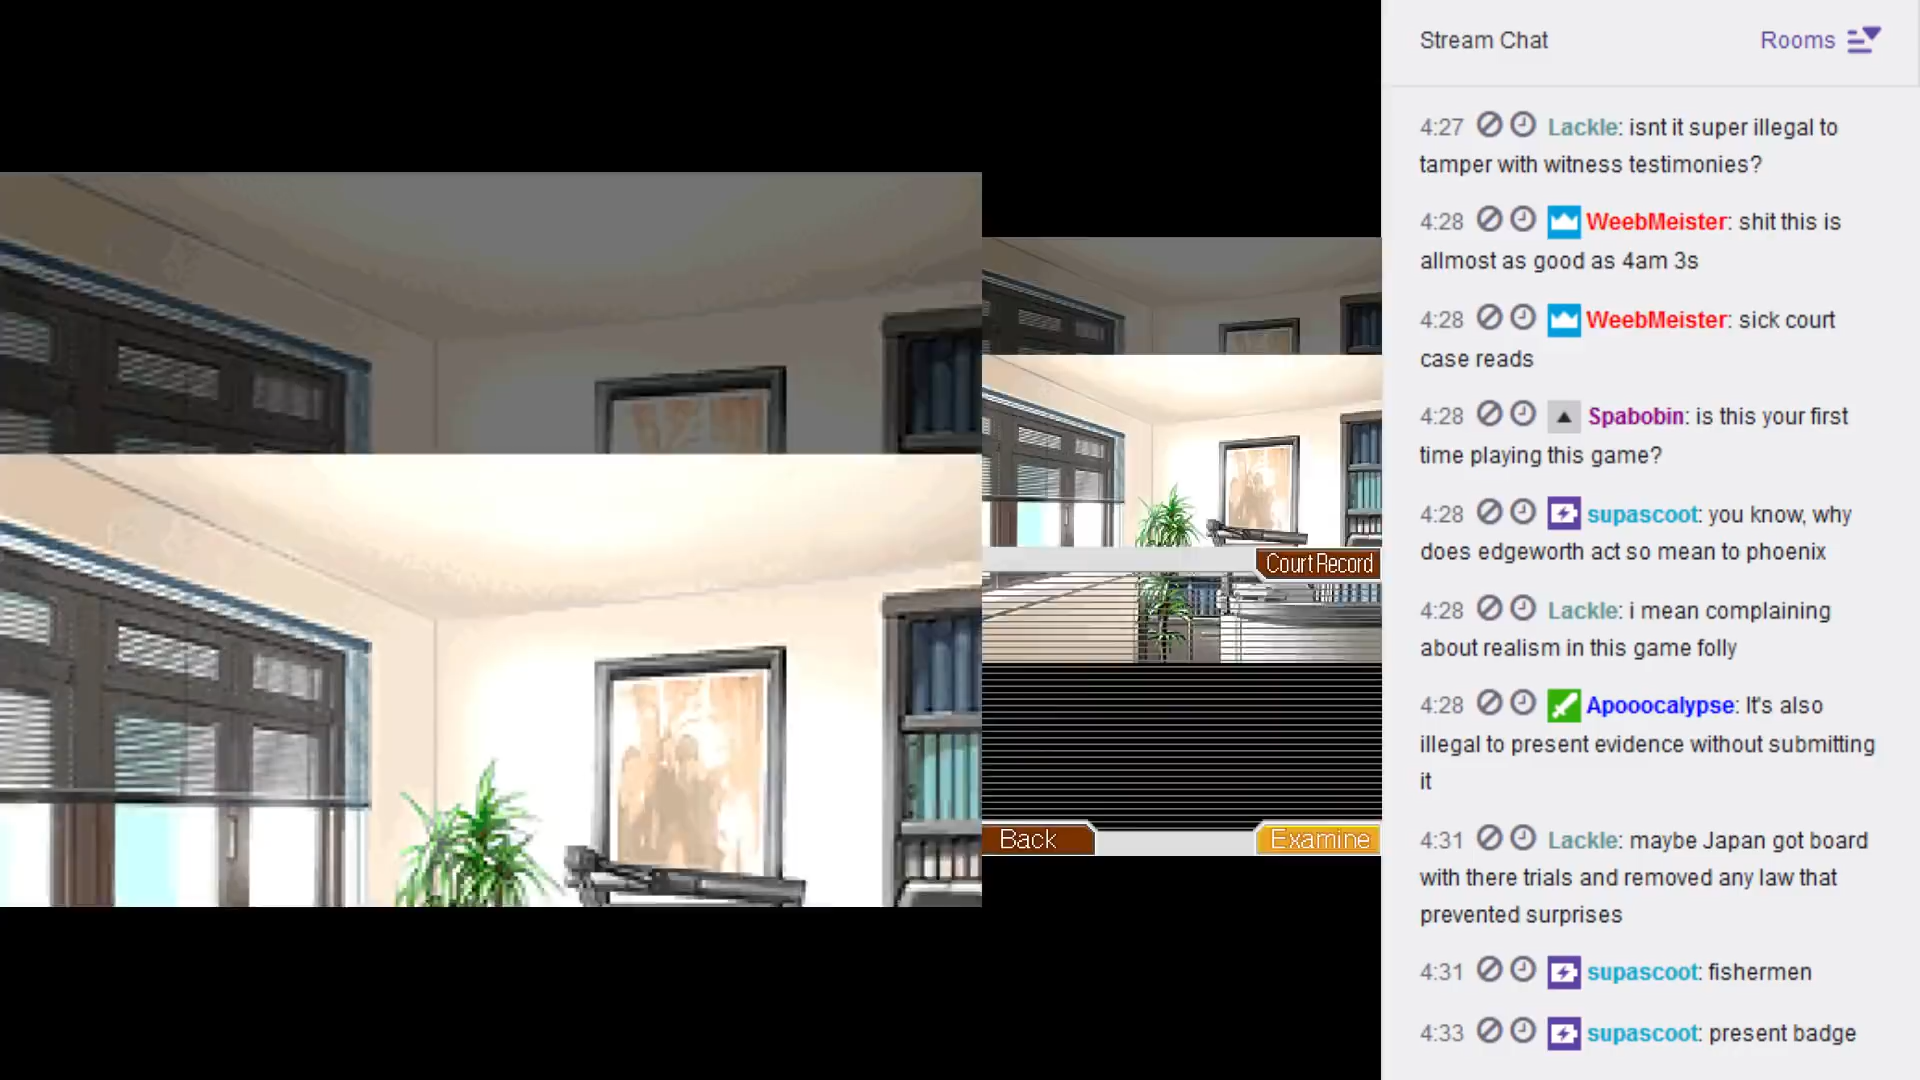 Court Record
Back
Examine
Stream Chat
Rooms
4:27 Lackle: isnt it super illegal to
tamper with witness testimonies?
4:28 WeebMeister: shit this is
allmost as good as 4am 3s
4:28 WeebMeister: sick court
case reads
4:28 Spabobin: is this your first
time playing this game?
4:28 supascoot: you know, why
does edgeworth act so mean to phoenix
4:28 Lackle: i mean complaining
about realism in this game folly
4:28 Apooocalypse: It's also
illegal to present evidence without submitting
it
4:31 Lackle: maybe Japan got board
with there trials and removed any law that
prevented surprises
4:31 supascoot: fishermen
4:33 supascoot: present badge